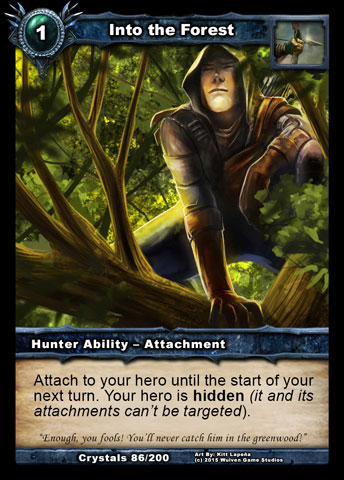 1
Into the Forest
Hunter Ability – Attachment
Attach to your hero until the start of your
next turn. Your hero is hidden (it and its
attachments can't be targeted).
"Enough, you fools! You'll never catch him in the greenwood?"
Crystals 86/200
Art By: Kitt Lapeña
(c) 2015 Wulven Game Studios